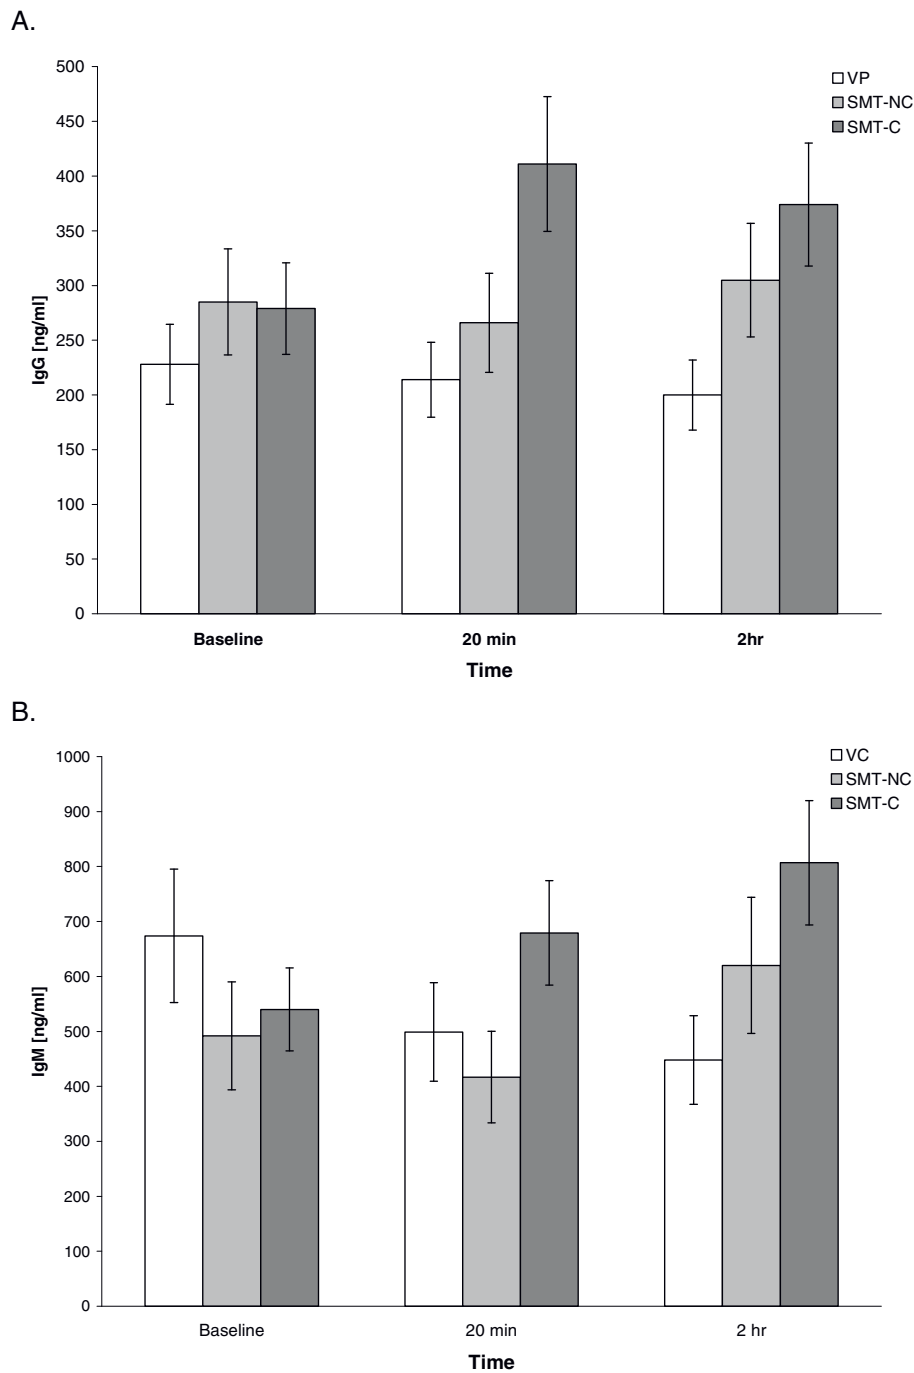 A.
500
450
400
350
300
250
200
150
100
50
0
IgG [ng/ml]
VP
SMT-NC
SMT-C
Baseline 20 min 2hr
Time
B.
1000
900
800
700
600
500
400
300
200
100
0
IgM [ng/ml]
VC
SMT-NC
SMT-C
Baseline 20 min 2 hr
Time